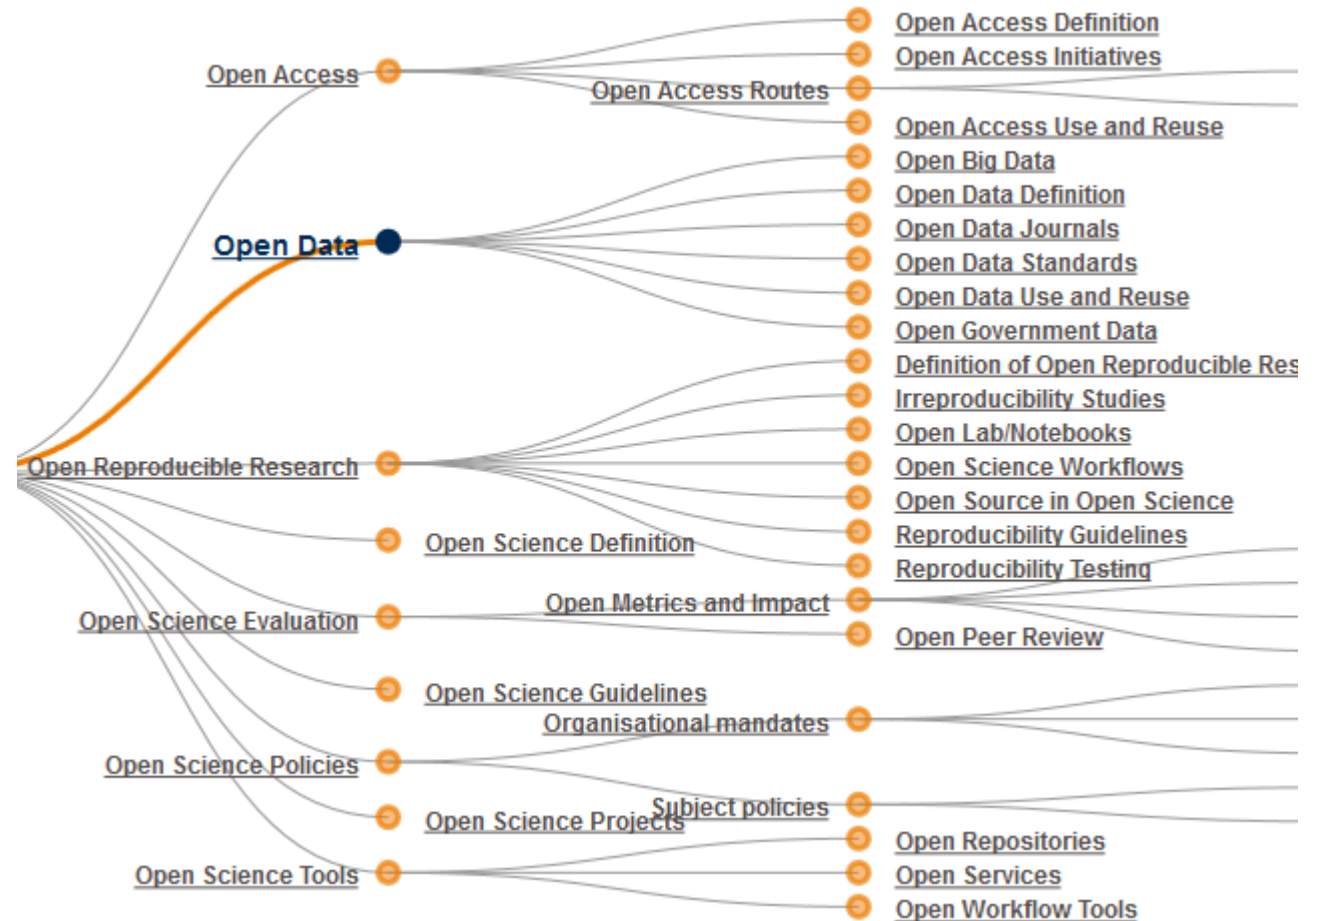 Open Access
Open Access Definition
Open Access Initiatives
Open Access Routes
Open Access Use and Reuse
Open Data
Open Big Data
Open Data Definition
Open Data Journals
Open Data Standards
Open Data Use and Reuse
Open Government Data
Open Reproducible Research
Definition of Open Reproducible Res
Irreproducibility Studies
Open Lab/Notebooks
Open Science Workflows
Open Source in Open Science
Reproducibility Guidelines
Reproducibility Testing
Open Science Definition
Open Science Evaluation
Open Metrics and Impact
Open Peer Review
Open Science Guidelines
Open Science Policies
Organisational mandates
Subject policies
Open Science Projects
Open Science Tools
Open Repositories
Open Services
Open Workflow Tools